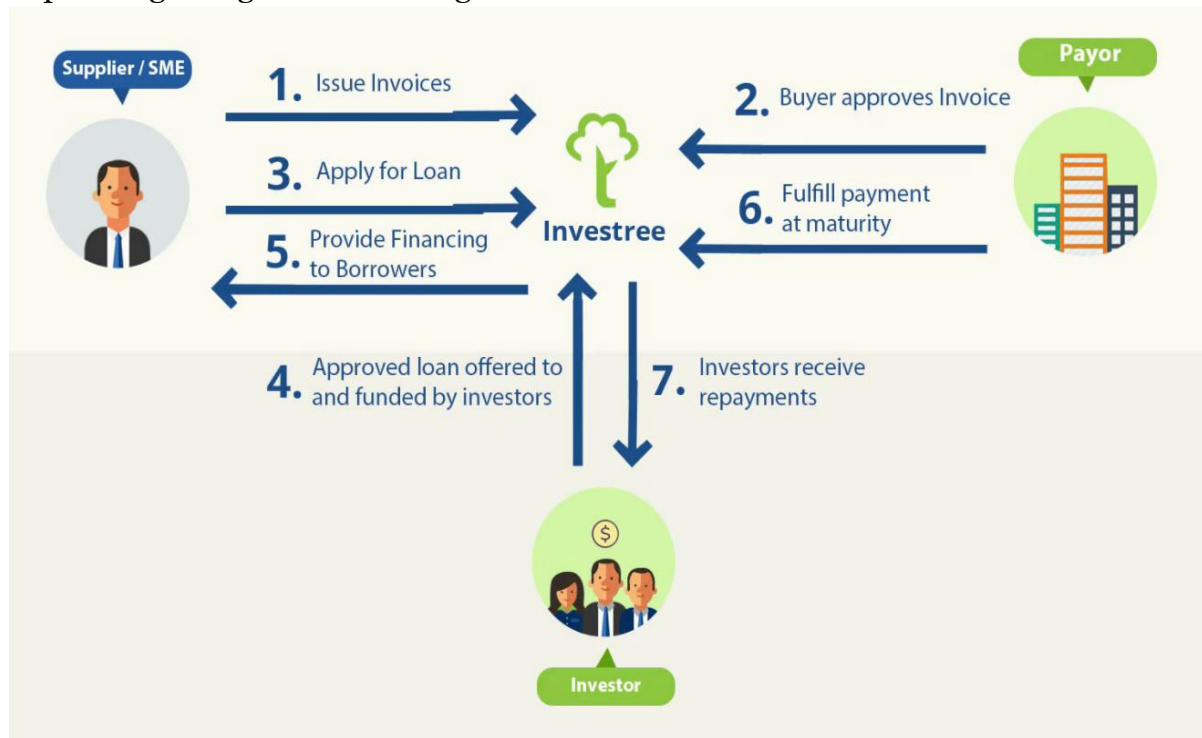 Supplier / SME
Payor
1. Issue Invoices
2. Buyer approves Invoice
3. Apply for Loan
Investree
5. Provide Financing
to Borrowers
6. Fulfill payment
at maturity
4. Approved loan offered to
and funded by investors
7. Investors receive
repayments
$
Investor